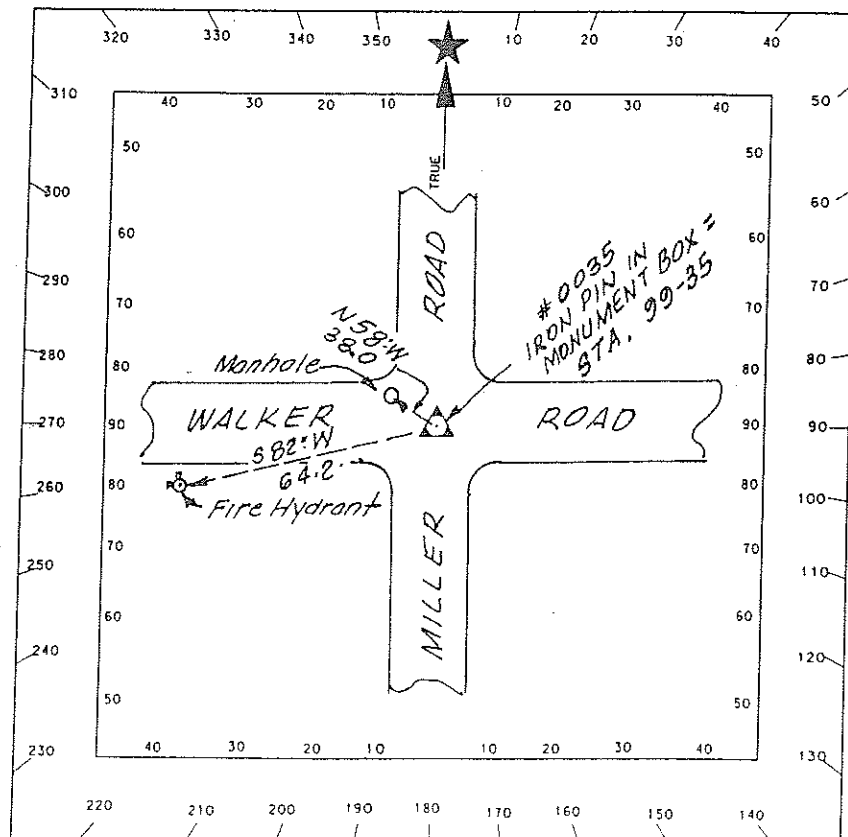 320 330 340 350 10 20 30 40
310 50
40 30 20 10 10 20 30 40
50 50
TRUE
300 60
60 60
ROAD
# 0035
IRON PIN IN
MONUMENT BOX =
STA. 99-35
290 70
70 70
N58°W
38.0
280 80
Manhole
80 80
270 90
90 WALKER ROAD 90
S82°W
64.2
260 100
80 80
Fire Hydrant
250 110
70 70
MILLER
60 60
240 120
50 50
230 130
40 30 20 10 10 20 30 40
220 210 200 190 180 170 160 150 140